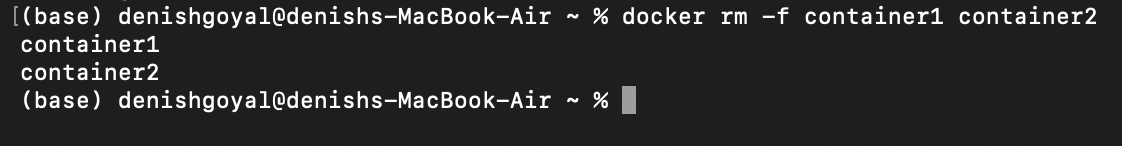 [(base) denishgoyal@denishs-MacBook-Air ~ % docker rm -f container1 container2
container1
container2
(base) denishgoyal@denishs-MacBook-Air ~ %